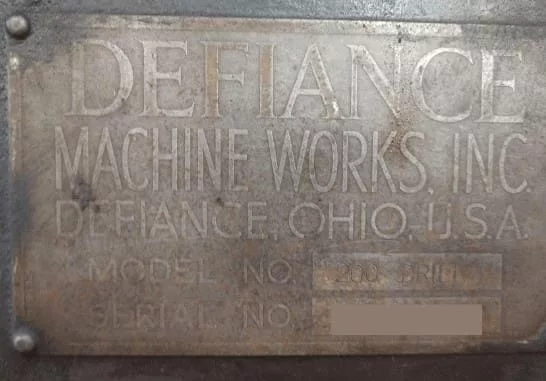 DEFIANCE
MACHINE WORKS, INC.
DEFIANCE, OHIO, U.S.A.
MODEL NO. 200 DRILL
SERIAL NO.